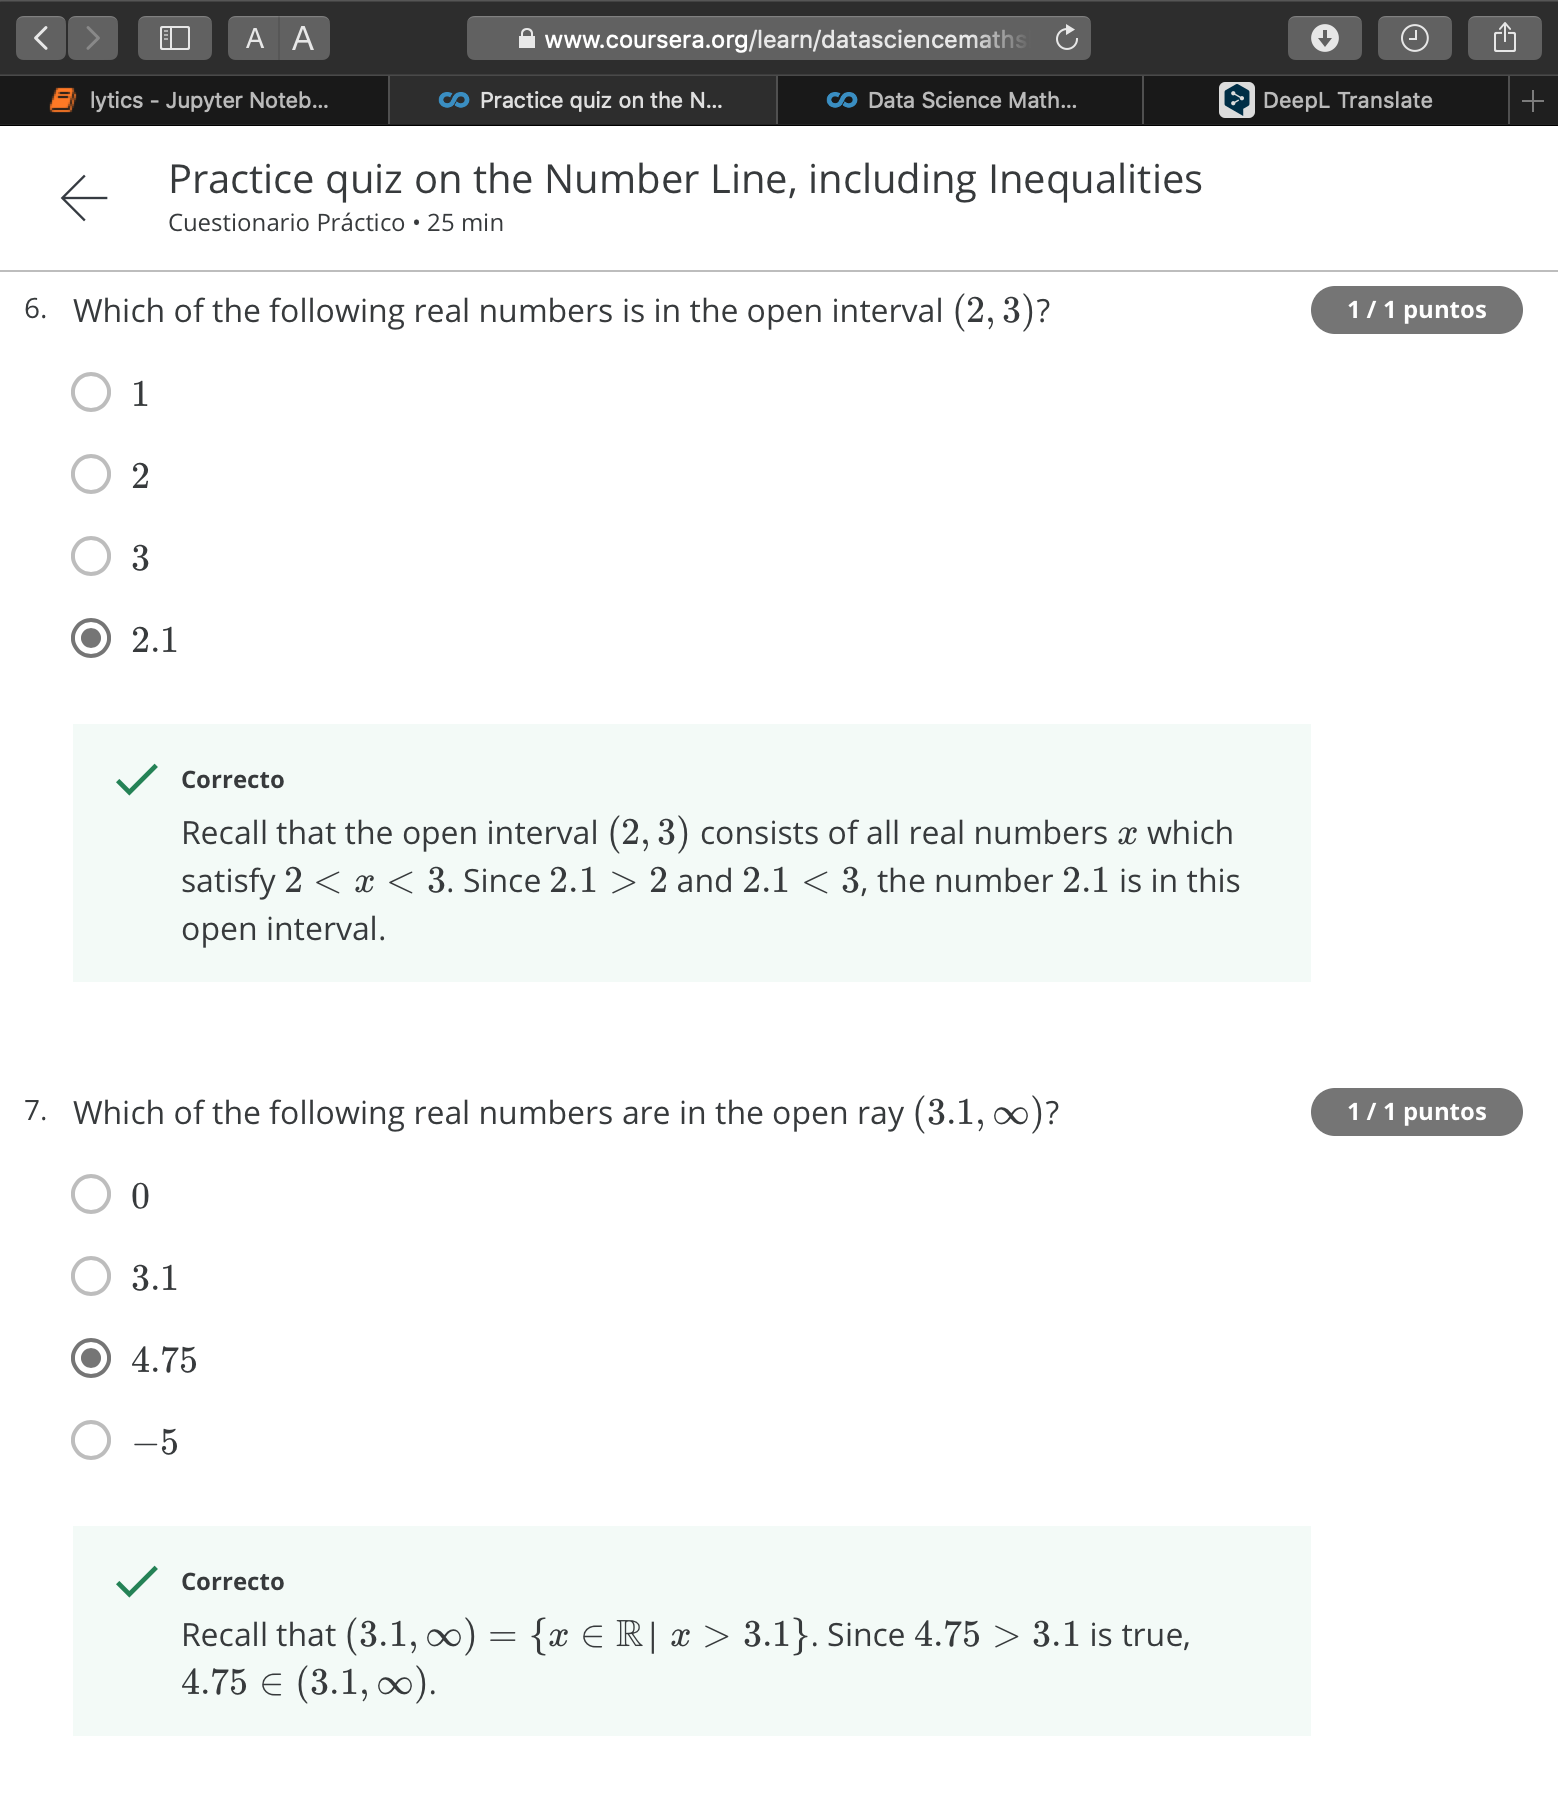 A A
www.coursera.org/learn/datasciencemaths
lytics - Jupyter Noteb...
Practice quiz on the N...
Data Science Math...
DeepL Translate
Practice quiz on the Number Line, including Inequalities
Cuestionario Práctico • 25 min
6. Which of the following real numbers is in the open interval (2, 3)?
1 / 1 puntos
1
2
3
2.1
Correcto
Recall that the open interval (2, 3) consists of all real numbers x which
satisfy 2 < x < 3. Since 2.1 > 2 and 2.1 < 3, the number 2.1 is in this
open interval.
7. Which of the following real numbers are in the open ray (3.1, ∞)?
1 / 1 puntos
0
3.1
4.75
−5
Correcto
Recall that (3.1, ∞) = {x ∈ ℝ | x > 3.1}. Since 4.75 > 3.1 is true,
4.75 ∈ (3.1, ∞).